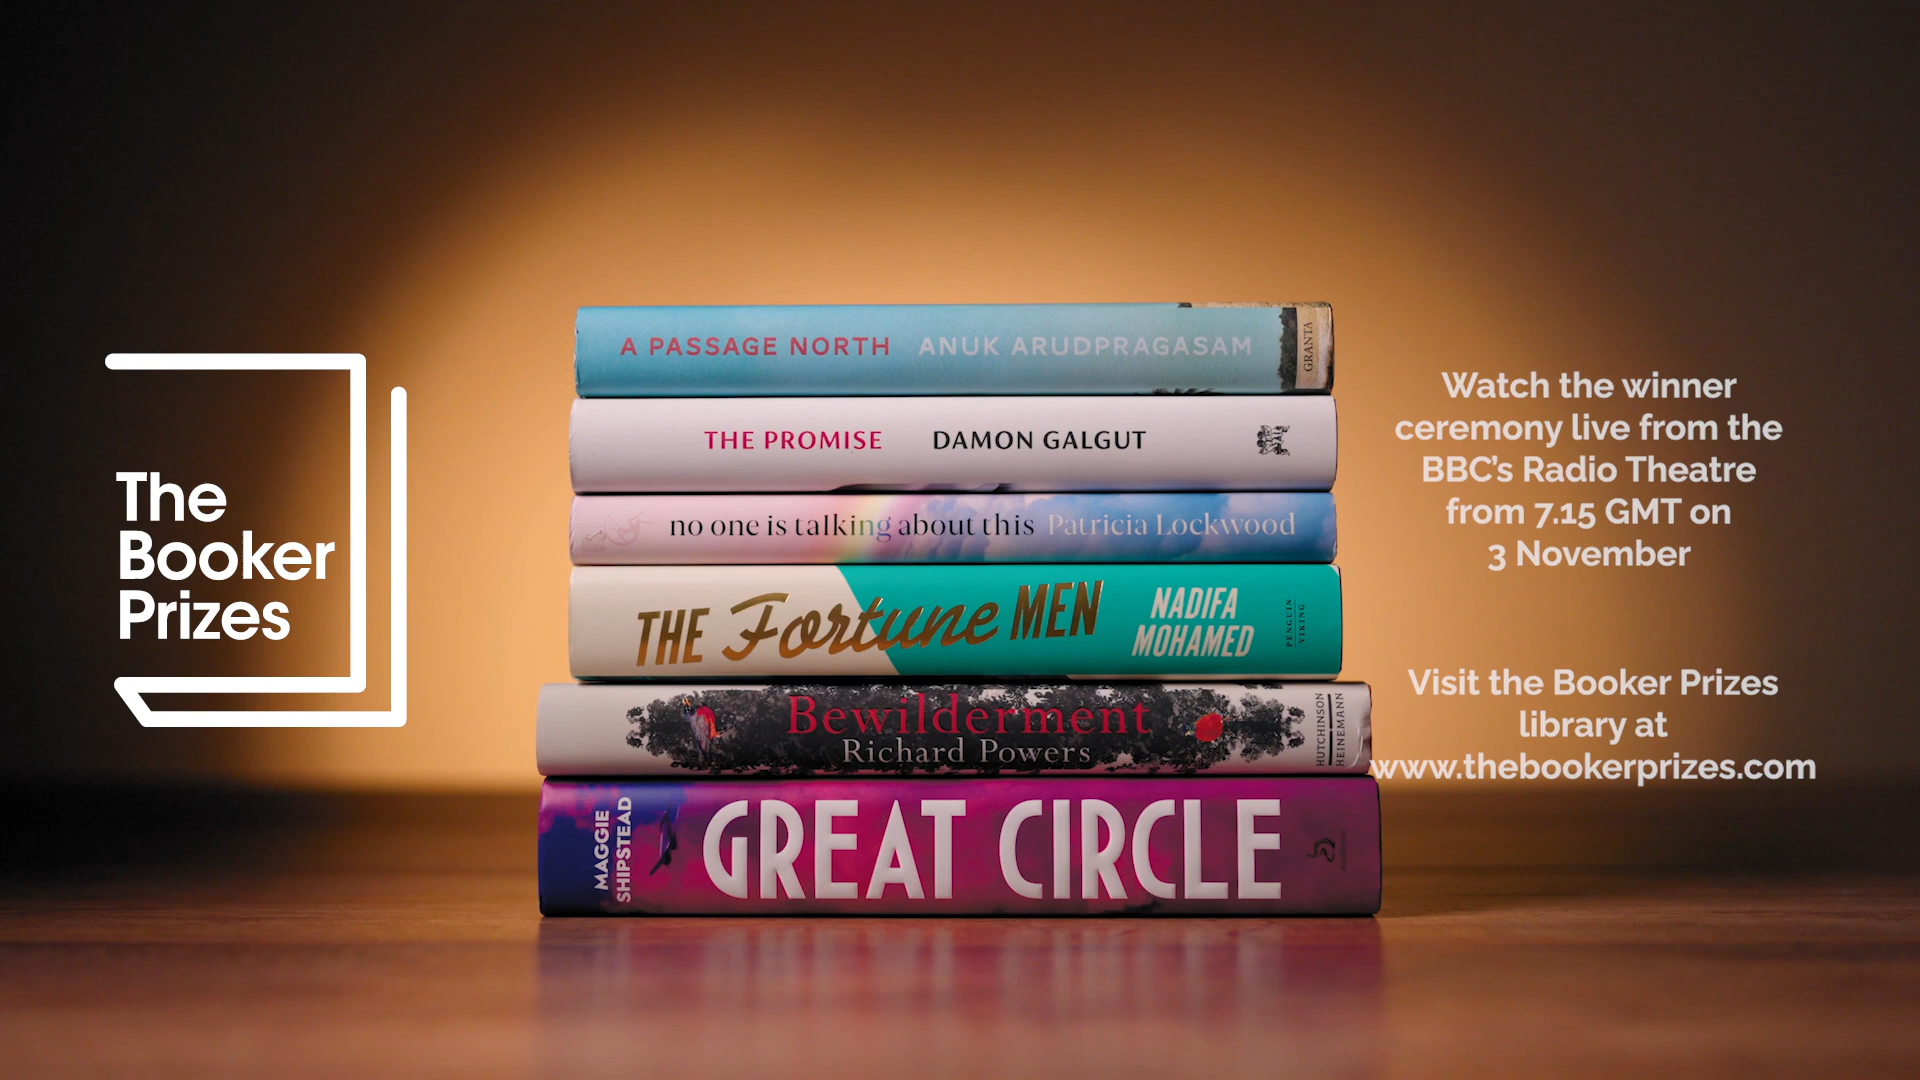 The
Booker
Prizes
A PASSAGE NORTH ANUK ARUDPRAGASAM GRANTA
THE PROMISE DAMON GALGUT
no one is talking about this Patricia Lockwood
THE Fortune MEN NADIFA
MOHAMED
PENGUIN
VIKING
Bewilderment
Richard Powers
HUTCHINSON
HEINEMANN
MAGGIE
SHIPSTEAD
GREAT CIRCLE
Watch the winner
ceremony live from the
BBC’s Radio Theatre
from 7.15 GMT on
3 November
Visit the Booker Prizes
library at
www.thebookerprizes.com